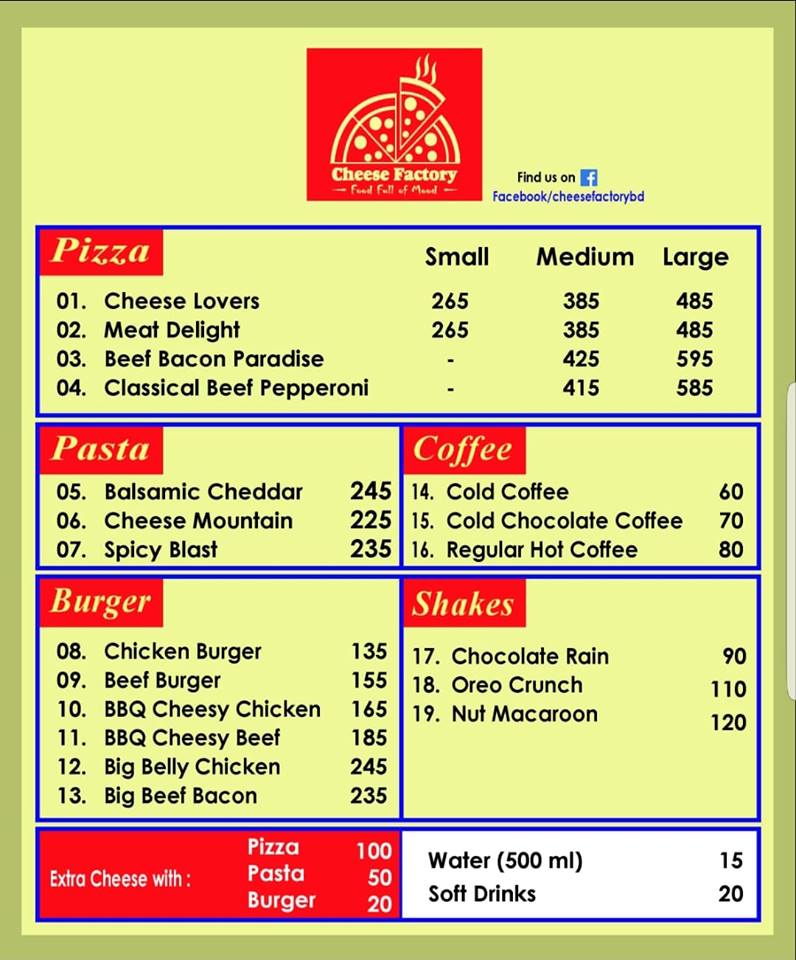 Cheese Factory
Food Full of Mood
Find us on
Facebook/cheesefactorybd
Pizza Small Medium Large
01. Cheese Lovers 265 385 485
02. Meat Delight 265 385 485
03. Beef Bacon Paradise - 425 595
04. Classical Beef Pepperoni - 415 585
Pasta
05. Balsamic Cheddar 245
06. Cheese Mountain 225
07. Spicy Blast 235
Coffee
14. Cold Coffee 60
15. Cold Chocolate Coffee 70
16. Regular Hot Coffee 80
Burger
08. Chicken Burger 135
09. Beef Burger 155
10. BBQ Cheesy Chicken 165
11. BBQ Cheesy Beef 185
12. Big Belly Chicken 245
13. Big Beef Bacon 235
Shakes
17. Chocolate Rain 90
18. Oreo Crunch 110
19. Nut Macaroon 120
Extra Cheese with :
Pizza 100
Pasta 50
Burger 20
Water (500 ml) 15
Soft Drinks 20